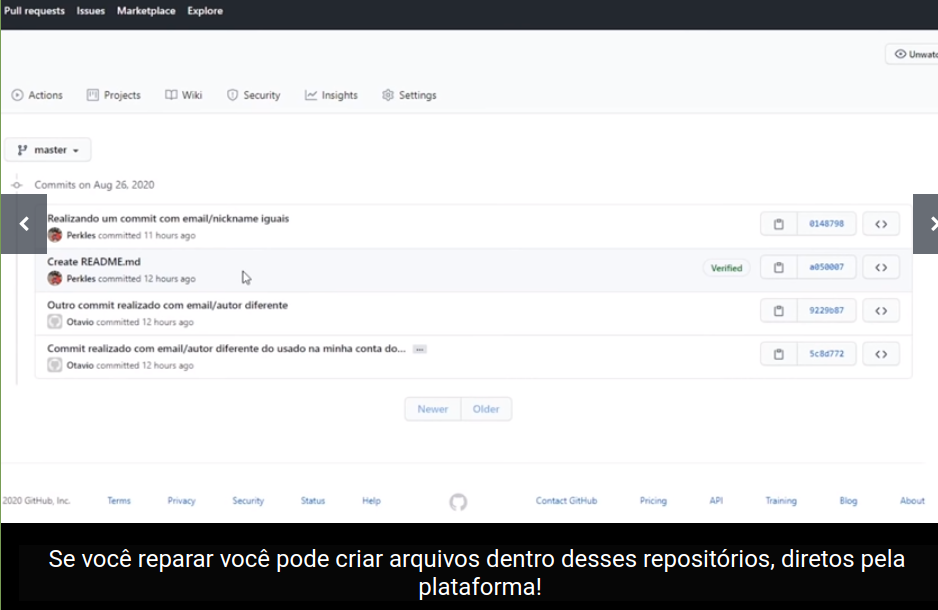 Pull requests Issues Marketplace Explore
Unwatc
Actions Projects Wiki Security Insights Settings
master
Commits on Aug 26, 2020
Realizando um commit com email/nickname iguais
Perkles committed 11 hours ago
0148798
Create README.md
Perkles committed 12 hours ago
Verified
a050007
Outro commit realizado com email/autor diferente
Otavio committed 12 hours ago
9229b87
Commit realizado com email/autor diferente do usado na minha conta do... ...
Otavio committed 12 hours ago
5c8d772
Newer Older
2020 GitHub, Inc. Terms Privacy Security Status Help Contact GitHub Pricing API Training Blog About
Se você reparar você pode criar arquivos dentro desses repositórios, diretos pela
plataforma!